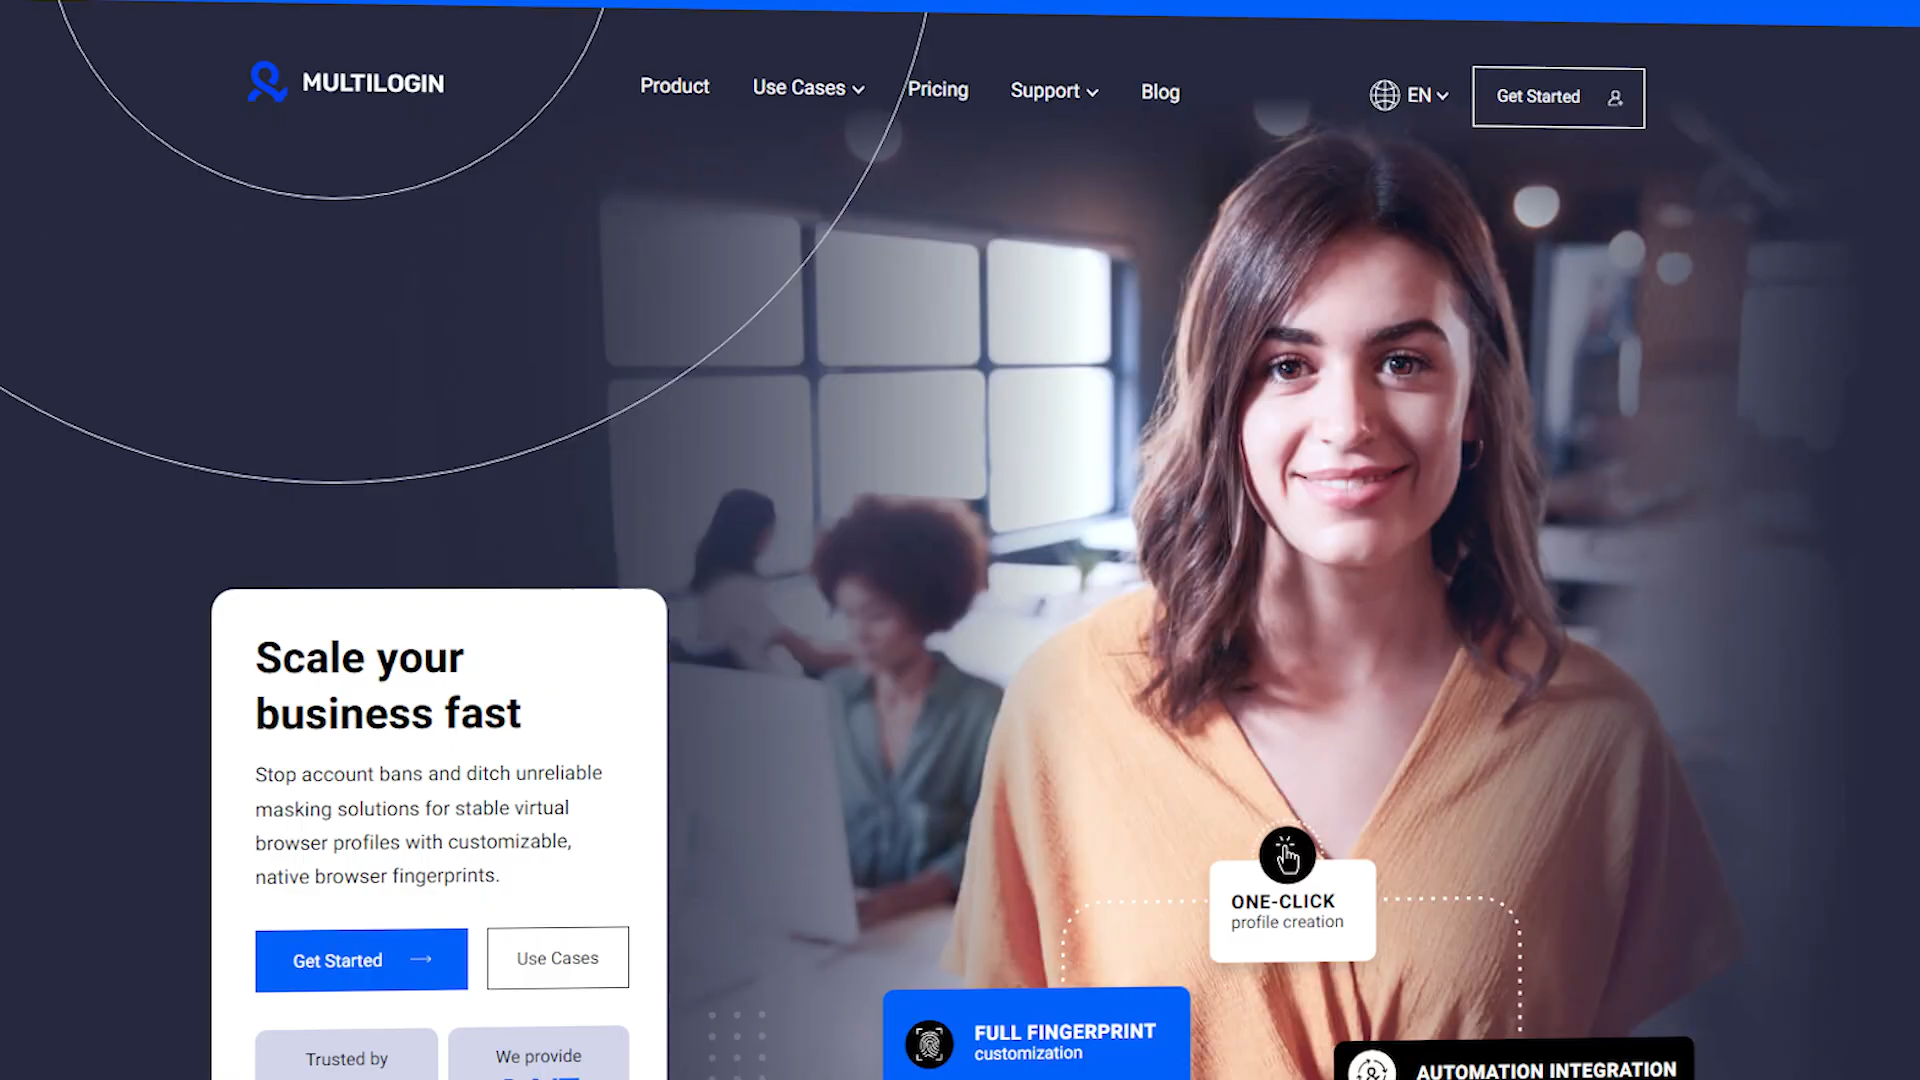 MULTILOGIN
Product
Use Cases
Pricing
Support
Blog
EN
Get Started
Scale your
business fast
Stop account bans and ditch unreliable
masking solutions for stable virtual
browser profiles with customizable,
native browser fingerprints.
Get Started
Use Cases
Trusted by
We provide
ONE-CLICK
profile creation
FULL FINGERPRINT
customization
AUTOMATION INTEGRATION